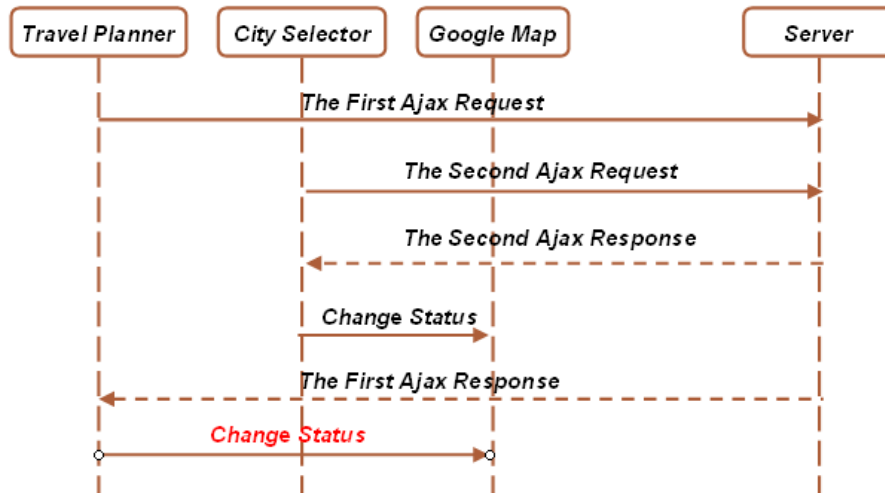 Travel Planner
City Selector
Google Map
Server
The First Ajax Request
The Second Ajax Request
The Second Ajax Response
Change Status
The First Ajax Response
Change Status